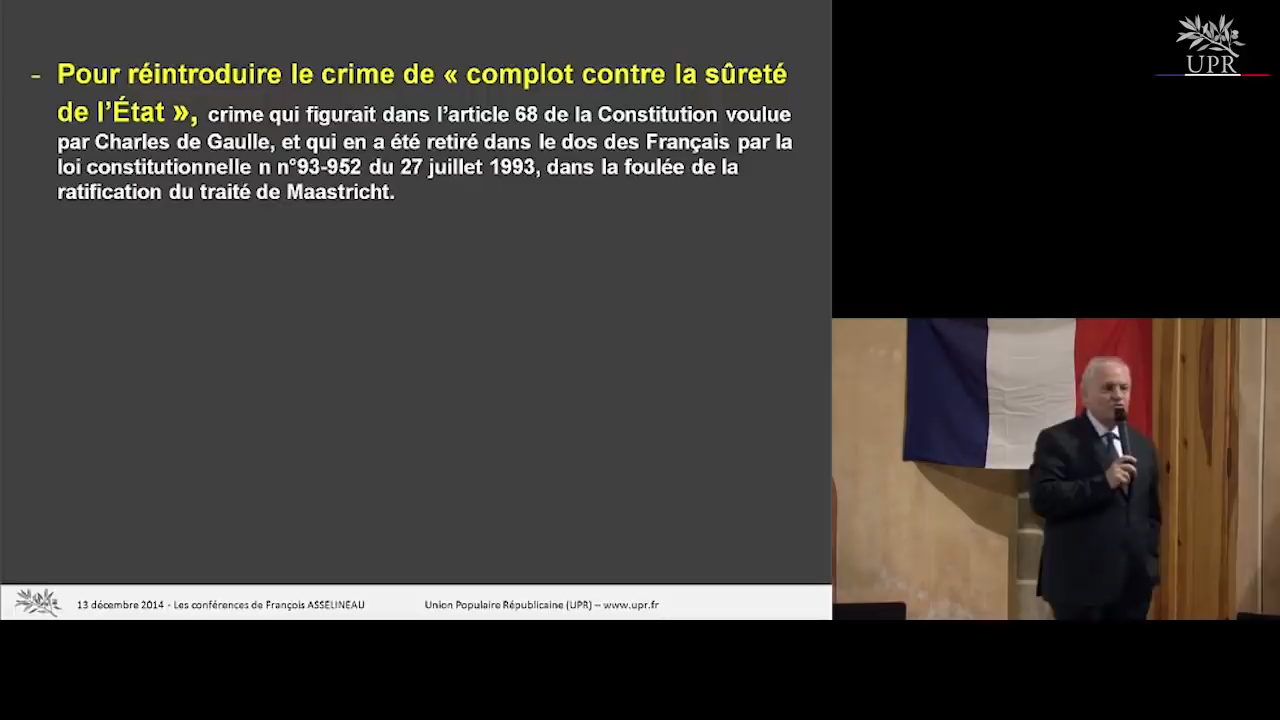 - Pour réintroduire le crime de « complot contre la sûreté
de l'État », crime qui figurait dans l'article 68 de la Constitution voulue
par Charles de Gaulle, et qui en a été retiré dans le dos des Français par la
loi constitutionnelle n n°93-952 du 27 juillet 1993, dans la foulée de la
ratification du traité de Maastricht.
UPR
13 décembre 2014 - Les conférences de François ASSELINEAU
Union Populaire Républicaine (UPR) – www.upr.fr